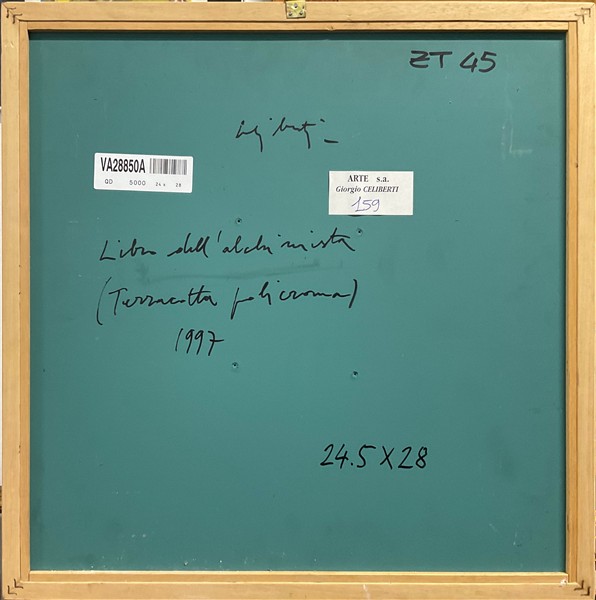 ZT 45
Celiberti
VA28850A
QD 5000 24x 28
ARTE s.a.
Giorgio CELIBERTI
159
Libro dell'alchimista
(Terracotta policroma)
1997
24.5 X 28